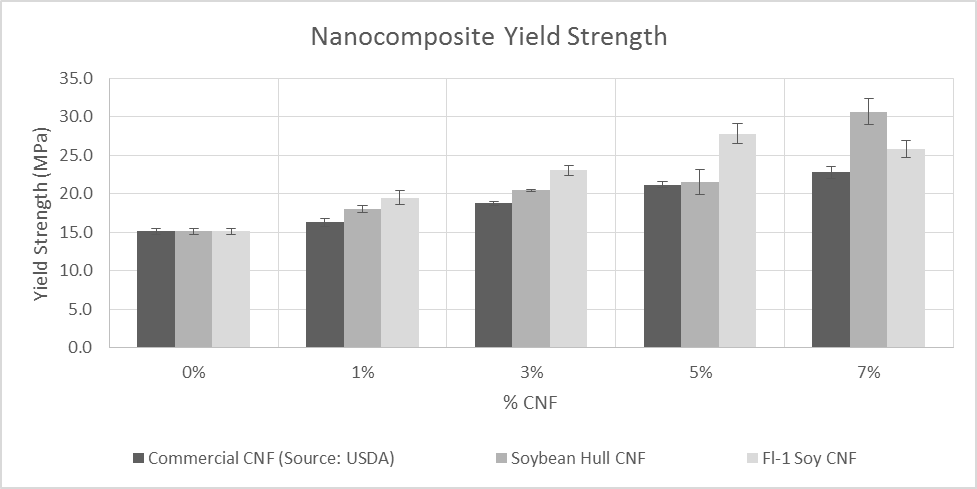 Nanocomposite Yield Strength
35.0
30.0
25.0
20.0
15.0
10.0
5.0
0.0
Yield Strength (MPa)
0% 1% 3% 5% 7%
% CNF
Commercial CNF (Source: USDA) Soybean Hull CNF Fl-1 Soy CNF